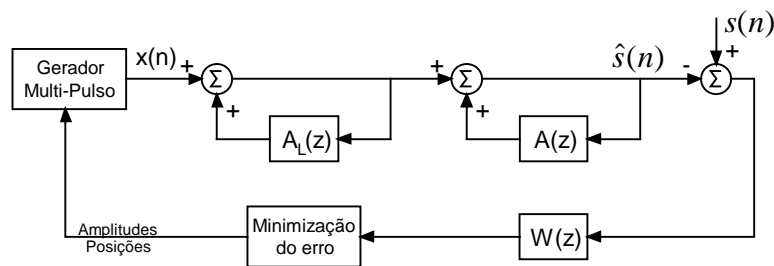 s(n)
Gerador
Multi-Pulso
x(n)
+
Σ
+
+
Σ
+
ŝ(n)
-
+
Σ
A_L(z)
A(z)
Amplitudes
Posições
Minimização
do erro
W(z)